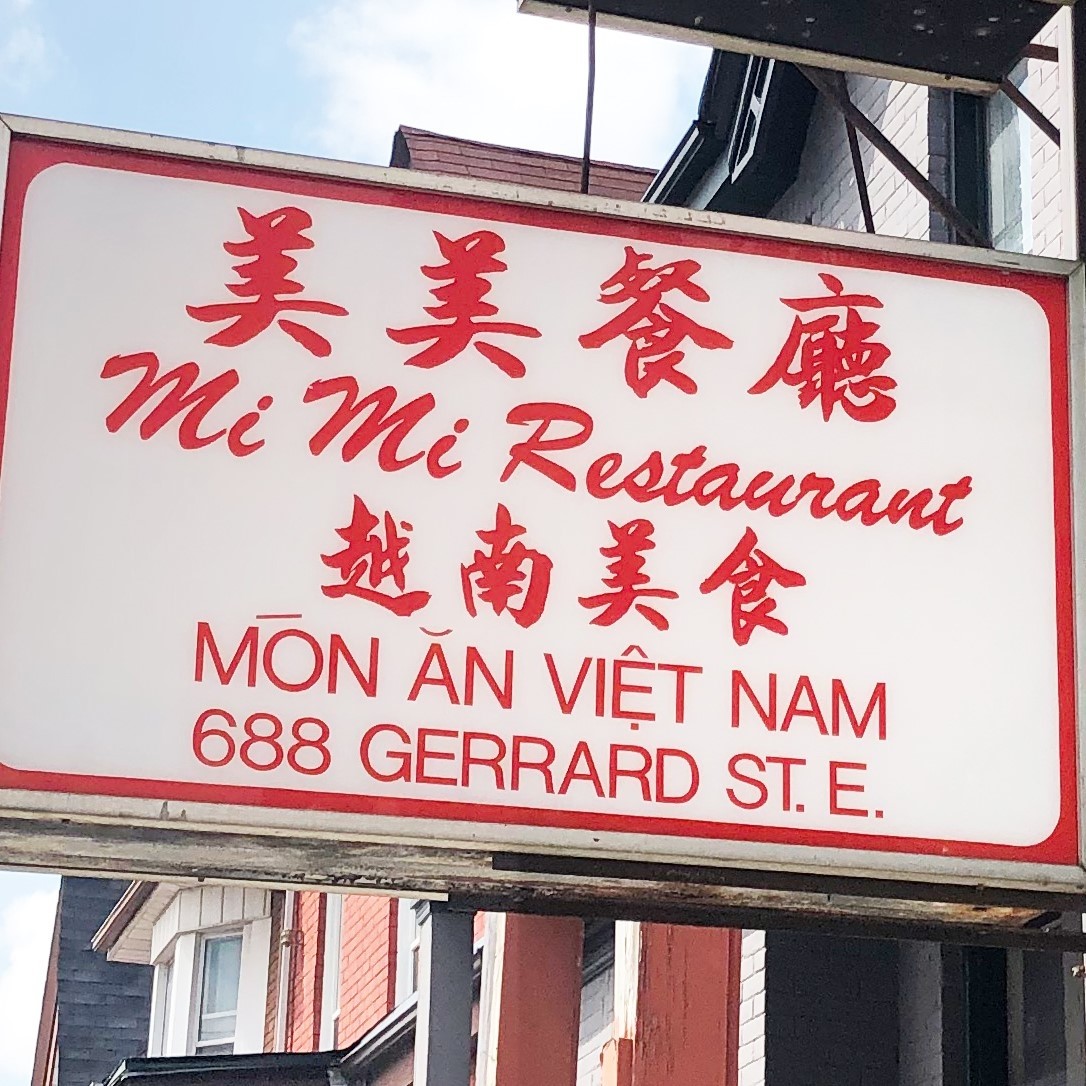 美美餐廳
Mi Mi Restaurant
越南美食
MŌN ĂN VIỆT NAM
688 GERRARD ST. E.